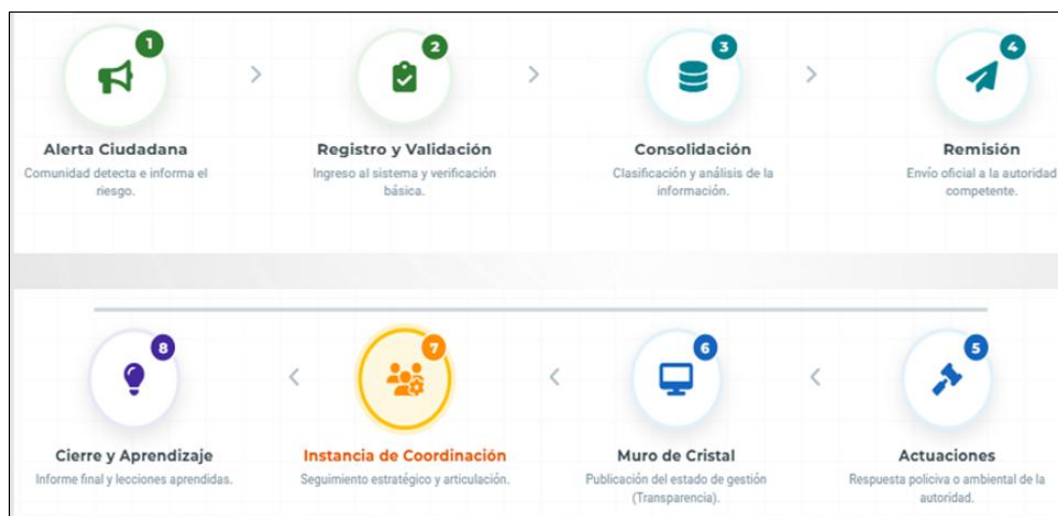 1
Alerta Ciudadana
Comunidad detecta e informa el
riesgo.
2
Registro y Validación
Ingreso al sistema y verificación
básica.
3
Consolidación
Clasificación y análisis de la
información.
4
Remisión
Envío oficial a la autoridad
competente.
8
Cierre y Aprendizaje
Informe final y lecciones aprendidas.
7
Instancia de Coordinación
Seguimiento estratégico y articulación.
6
Muro de Cristal
Publicación del estado de gestión
(Transparencia).
5
Actuaciones
Respuesta policiva o ambiental de la
autoridad.